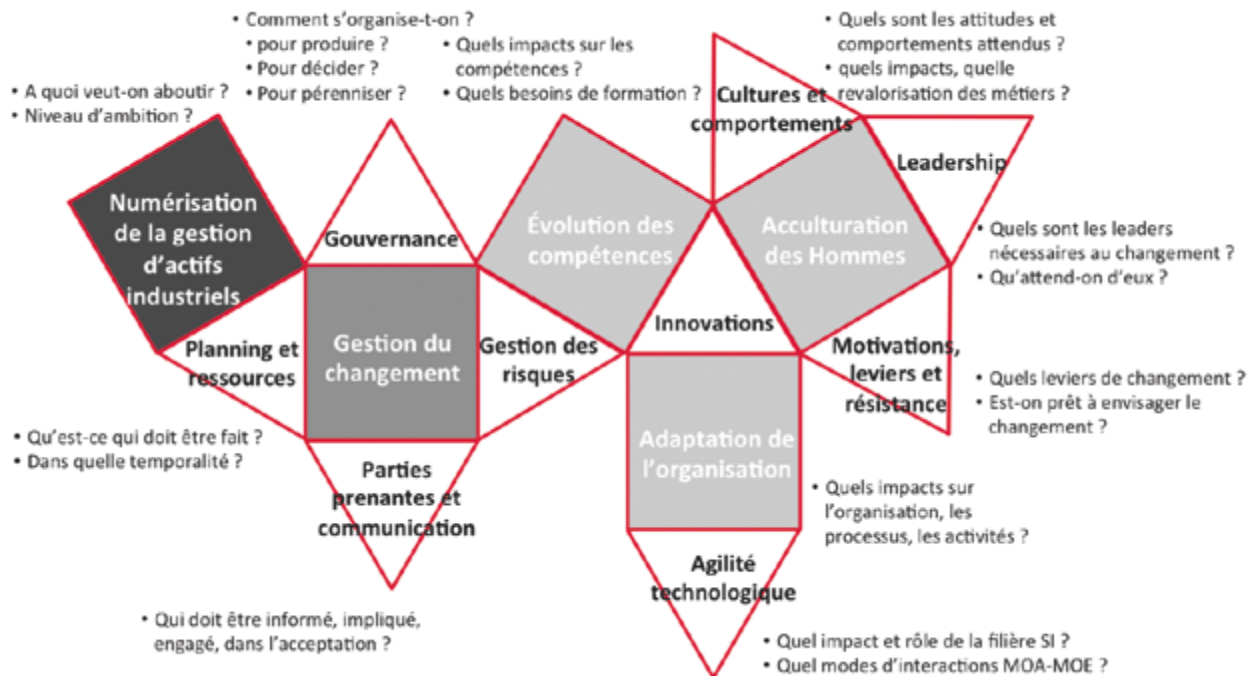 • A quoi veut-on aboutir ?
• Niveau d'ambition ?
• Comment s'organise-t-on ?
• pour produire ?
• Pour décider ?
• Pour pérenniser ?
• Quels impacts sur les
compétences ?
• Quels besoins de formation ?
• Quels sont les attitudes et
comportements attendus ?
• quels impacts, quelle
revalorisation des métiers ?
Numérisation
de la gestion
d'actifs
industriels
Gouvernance
Évolution des
compétences
Cultures et
comportements
Acculturation
des Hommes
Leadership
• Quels sont les leaders
nécessaires au changement ?
• Qu'attend-on d'eux ?
Planning et
ressources
Gestion du
changement
Gestion des
risques
Innovations
Motivations,
leviers et
résistance
• Quels leviers de changement ?
• Est-on prêt à envisager le
changement ?
• Qu'est-ce qui doit être fait ?
• Dans quelle temporalité ?
Parties
prenantes et
communication
Adaptation de
l'organisation
• Quels impacts sur
l'organisation, les
processus, les activités ?
Agilité
technologique
• Qui doit être informé, impliqué,
engagé, dans l'acceptation ?
• Quel impact et rôle de la filière SI ?
• Quel modes d'interactions MOA-MOE ?